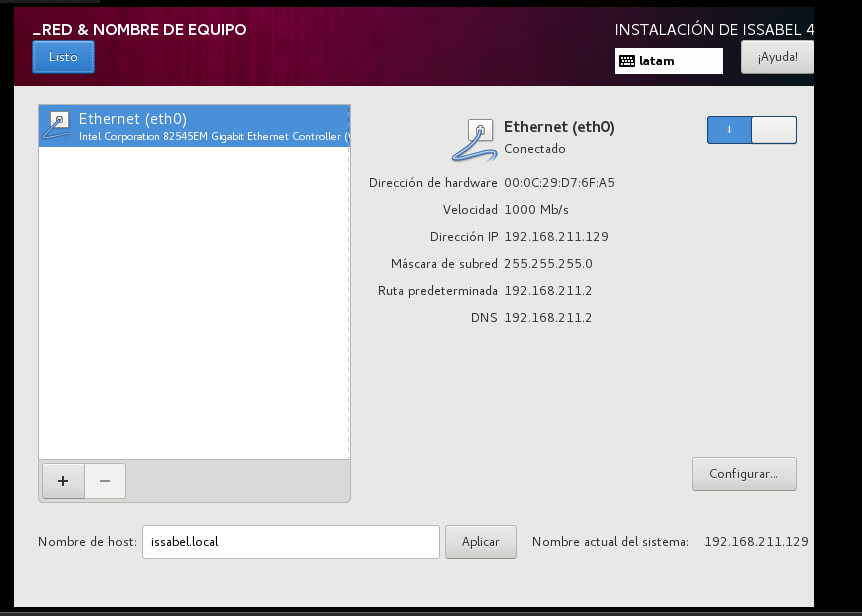 _RED & NOMBRE DE EQUIPO
INSTALACIÓN DE ISSABEL 4
Listo
latam
¡Ayuda!
Ethernet (eth0)
Intel Corporation 82545EM Gigabit Ethernet Controller (
Ethernet (eth0)
Conectado
Dirección de hardware 00:0C:29:D7:6F:A5
Velocidad 1000 Mb/s
Dirección IP 192.168.211.129
Máscara de subred 255.255.255.0
Ruta predeterminada 192.168.211.2
DNS 192.168.211.2
+ −
Configurar...
Nombre de host: issabel.local Aplicar Nombre actual del sistema: 192.168.211.129